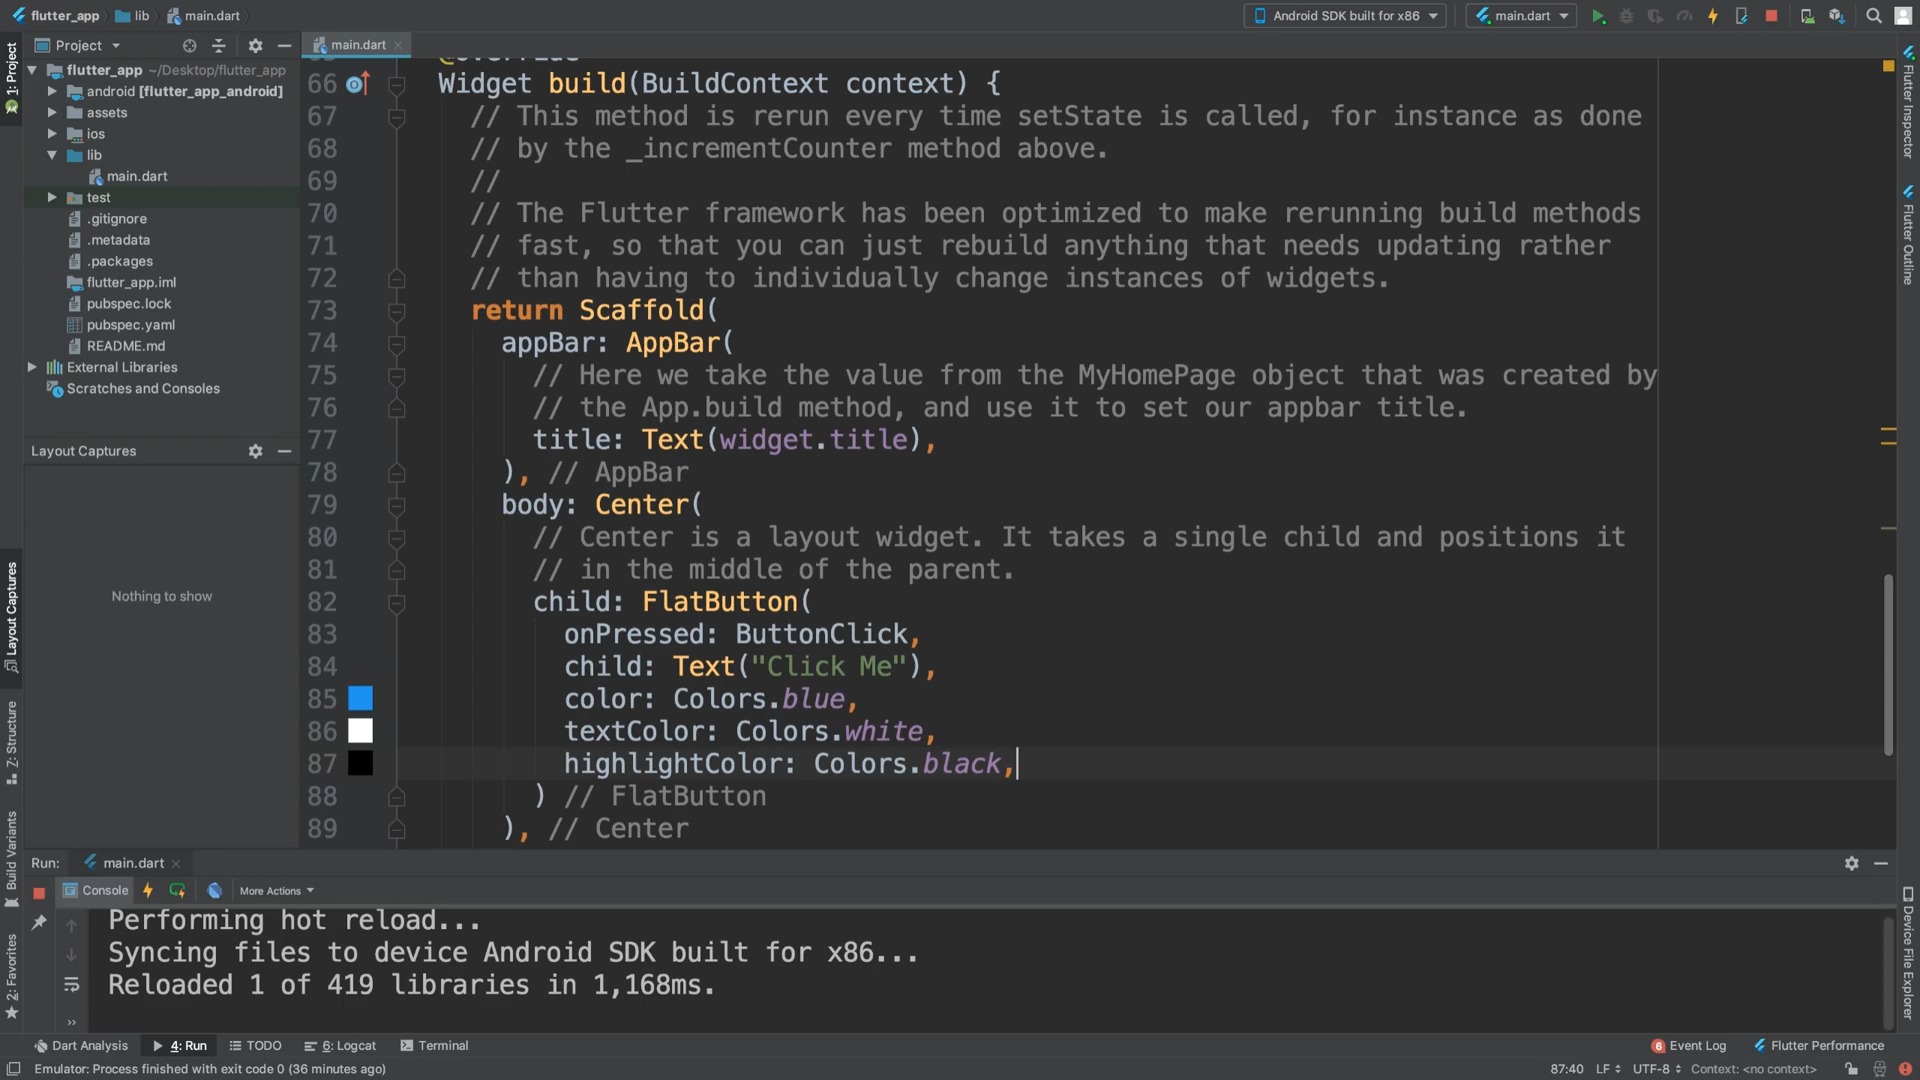 flutter_app lib main.dart Android SDK built for x86 main.dart
1: Project
Project
main.dart
flutter_app ~/Desktop/flutter_app
android [flutter_app_android]
assets
ios
lib
main.dart
test
.gitignore
.metadata
.packages
flutter_app.iml
pubspec.lock
pubspec.yaml
README.md
External Libraries
Scratches and Consoles
Layout Captures
Nothing to show
Layout Captures
Z: Structure
Build Variants
2: Favorites
66 Widget build(BuildContext context) {
67 // This method is rerun every time setState is called, for instance as done
68 // by the _incrementCounter method above.
69 //
70 // The Flutter framework has been optimized to make rerunning build methods
71 // fast, so that you can just rebuild anything that needs updating rather
72 // than having to individually change instances of widgets.
73 return Scaffold(
74 appBar: AppBar(
75 // Here we take the value from the MyHomePage object that was created by
76 // the App.build method, and use it to set our appbar title.
77 title: Text(widget.title),
78 ), // AppBar
79 body: Center(
80 // Center is a layout widget. It takes a single child and positions it
81 // in the middle of the parent.
82 child: FlatButton(
83 onPressed: ButtonClick,
84 child: Text("Click Me"),
85 color: Colors.blue,
86 textColor: Colors.white,
87 highlightColor: Colors.black,
88 ) // FlatButton
89 ), // Center
Flutter Inspector
Flutter Outline
Device File Explorer
Run: main.dart
Console More Actions
Performing hot reload...
Syncing files to device Android SDK built for x86...
Reloaded 1 of 419 libraries in 1,168ms.
Dart Analysis 4: Run TODO 6: Logcat Terminal 6 Event Log Flutter Performance
Emulator: Process finished with exit code 0 (36 minutes ago) 87:40 LF UTF-8 Context: <no context>